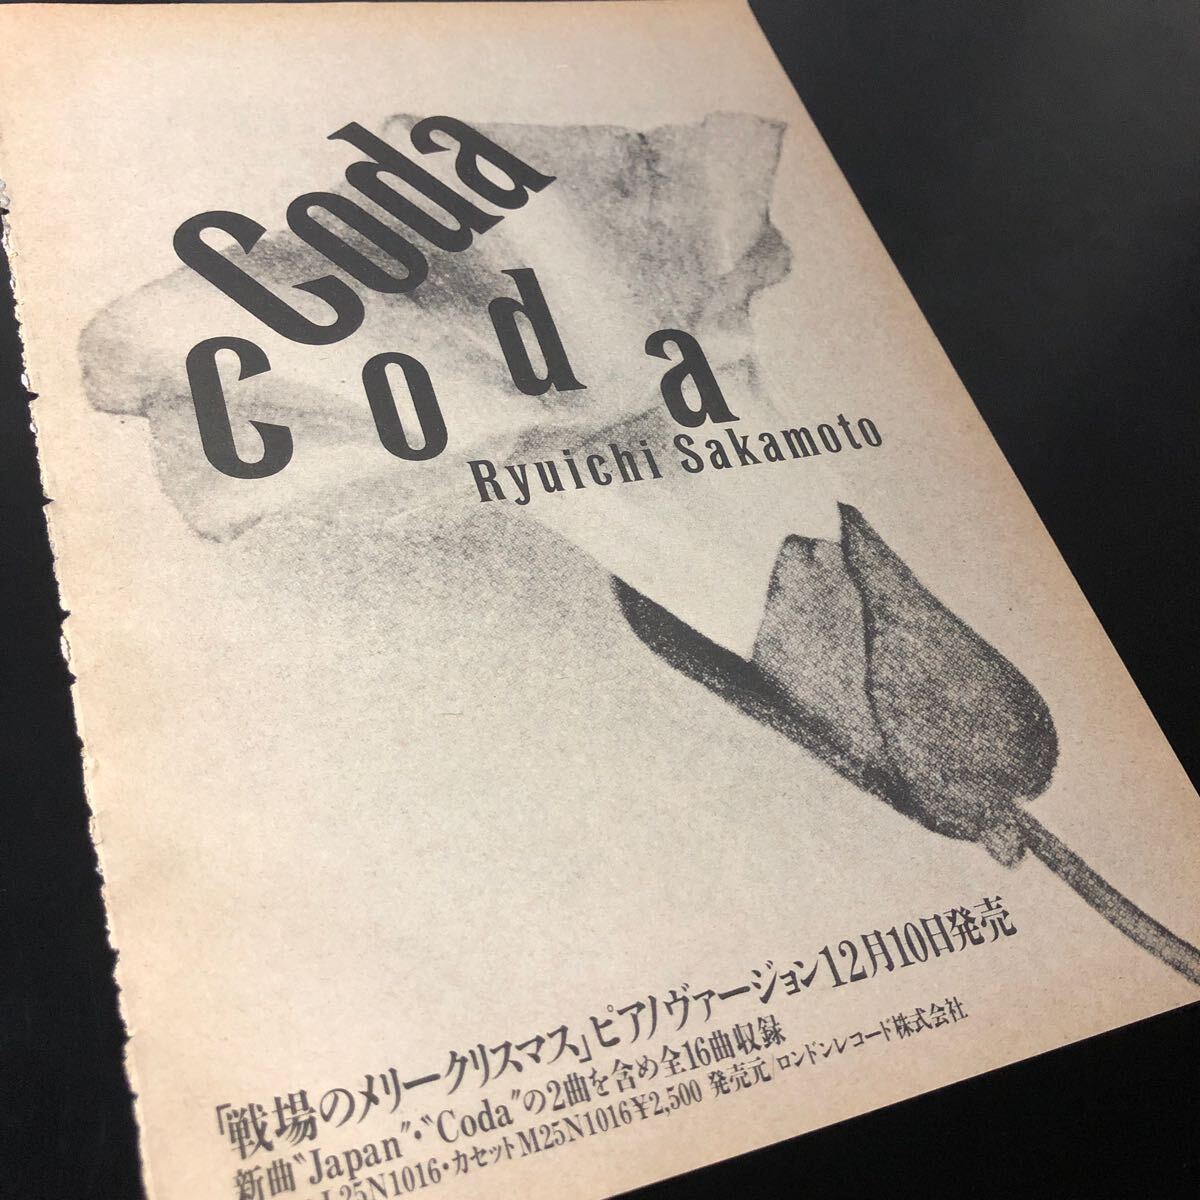 Coda
Coda
Ryuichi Sakamoto
「戦場のメリークリスマス」ピアノヴァージョン12月10日発売
新曲〝Japan〟・〝Coda〟の2曲を含め全16曲収録
L25N1016・カセットM25N1016¥2,500 発売元/ロンドンレコード株式会社